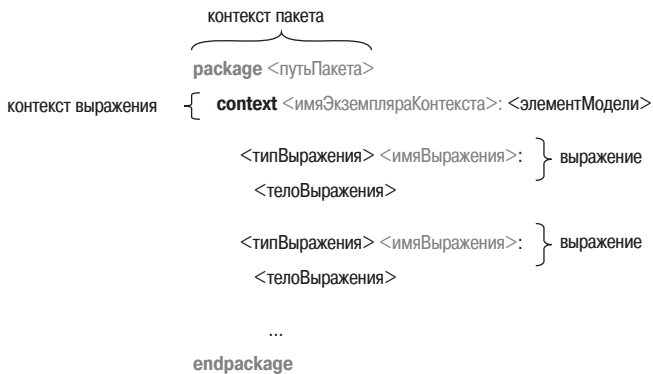 контекст пакета
package <путьПакета>
контекст выражения context <имяЭкземпляраКонтекста>: <элементМодели>
<типВыражения> <имяВыражения>: выражение
<телоВыражения>
<типВыражения> <имяВыражения>: выражение
<телоВыражения>
...
endpackage